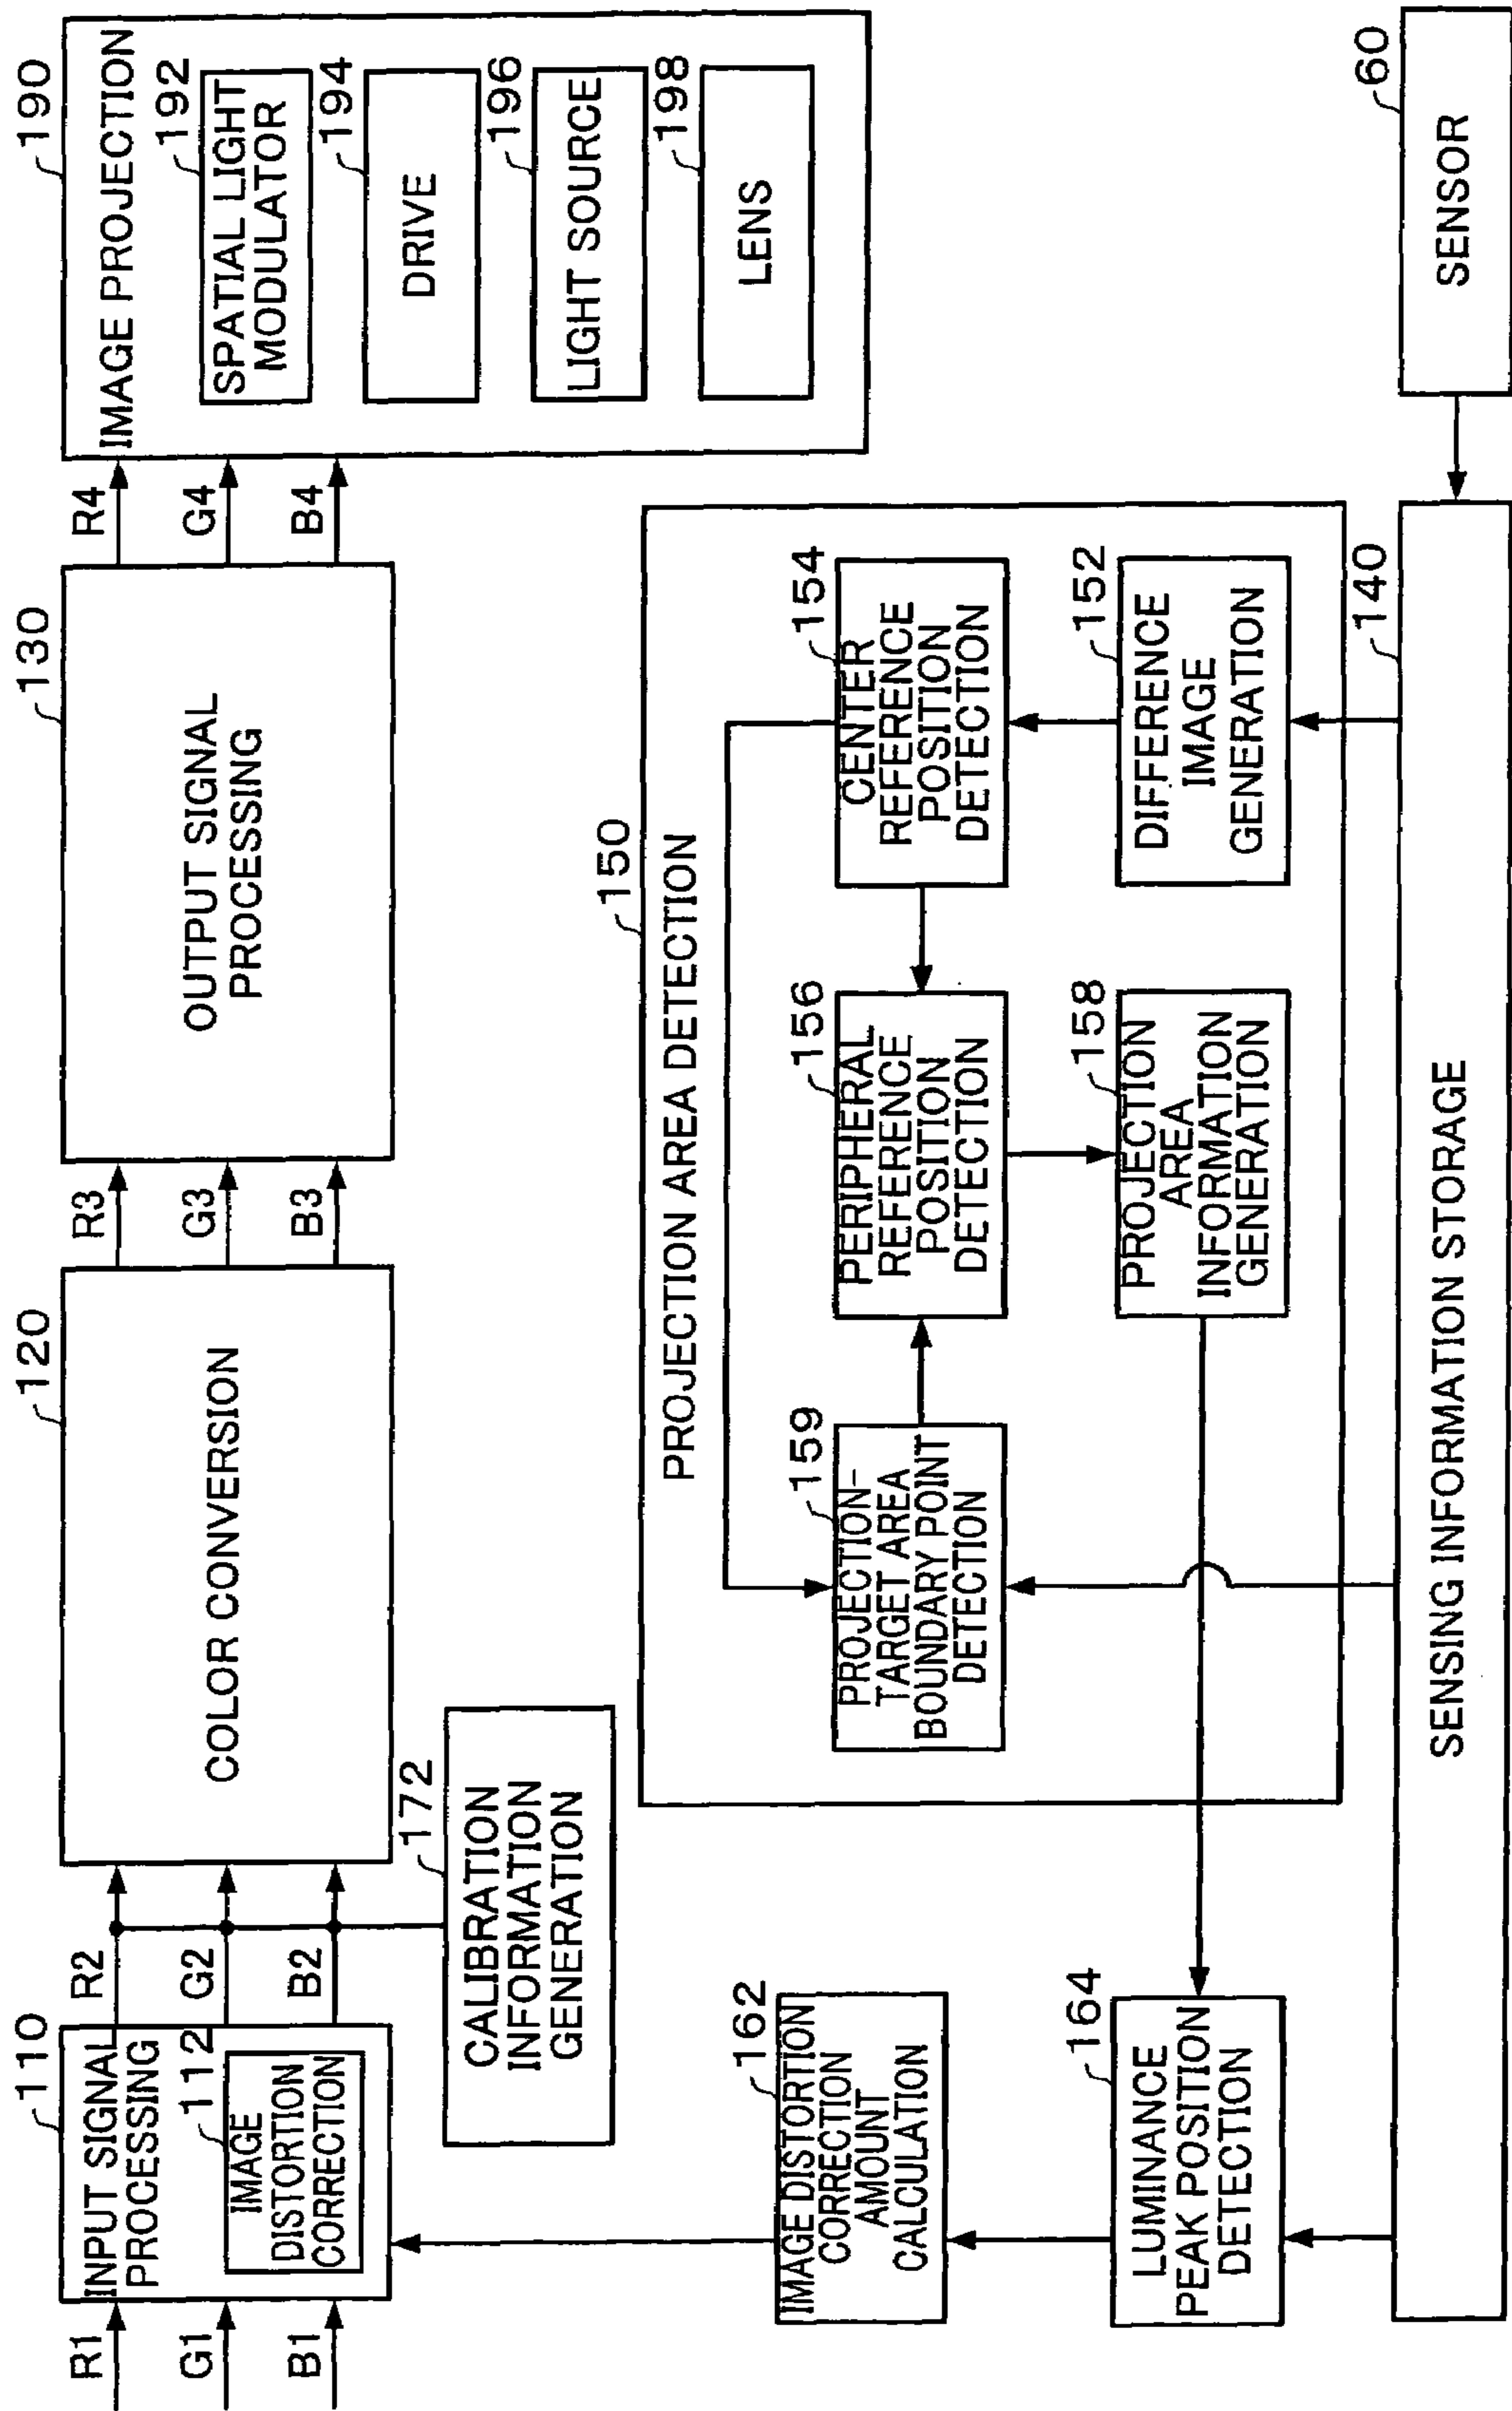 R1
G1
B1
110
INPUT SIGNAL
PROCESSING
112
IMAGE
DISTORTION
CORRECTION
R2
G2
B2
120
COLOR CONVERSION
R3
G3
B3
130
OUTPUT SIGNAL
PROCESSING
R4
G4
B4
190
IMAGE PROJECTION
192
SPATIAL LIGHT
MODULATOR
194
DRIVE
196
LIGHT SOURCE
198
LENS
172
CALIBRATION
INFORMATION
GENERATION
150
PROJECTION AREA DETECTION
159
PROJECTION-
TARGET AREA
BOUNDARY POINT
DETECTION
156
PERIPHERAL
REFERENCE
POSITION
DETECTION
154
CENTER
REFERENCE
POSITION
DETECTION
158
PROJECTION
AREA
INFORMATION
GENERATION
152
DIFFERENCE
IMAGE
GENERATION
162
IMAGE DISTORTION
CORRECTION
AMOUNT
CALCULATION
164
LUMINANCE
PEAK POSITION
DETECTION
140
SENSING INFORMATION STORAGE
60
SENSOR